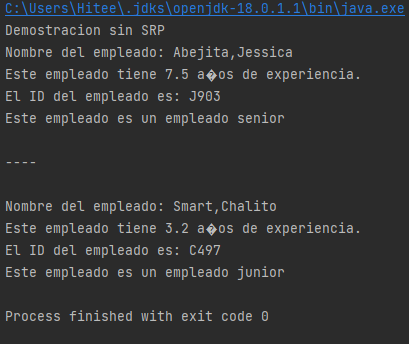 C:\Users\Hitee\.jdks\openjdk-18.0.1.1\bin\java.exe
Demostracion sin SRP
Nombre del empleado: Abejita,Jessica
Este empleado tiene 7.5 a�os de experiencia.
El ID del empleado es: J903
Este empleado es un empleado senior
----
Nombre del empleado: Smart,Chalito
Este empleado tiene 3.2 a�os de experiencia.
El ID del empleado es: C497
Este empleado es un empleado junior
Process finished with exit code 0